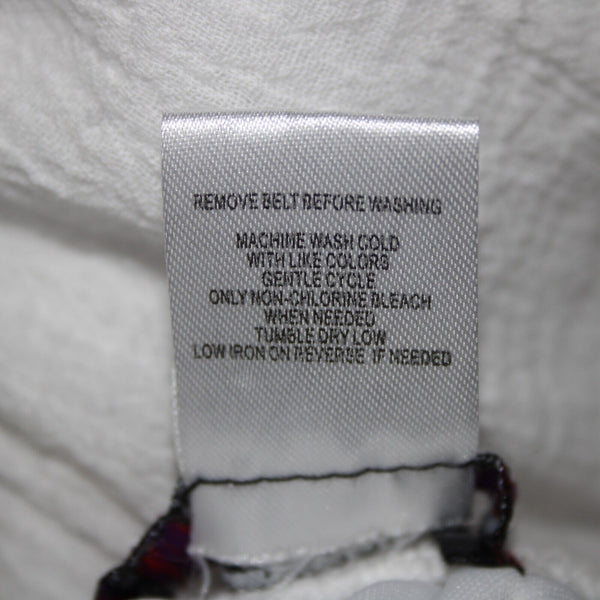 REMOVE BELT BEFORE WASHING
MACHINE WASH COLD
WITH LIKE COLORS
GENTLE CYCLE
ONLY NON-CHLORINE BLEACH
WHEN NEEDED
TUMBLE DRY LOW
LOW IRON ON REVERSE IF NEEDED